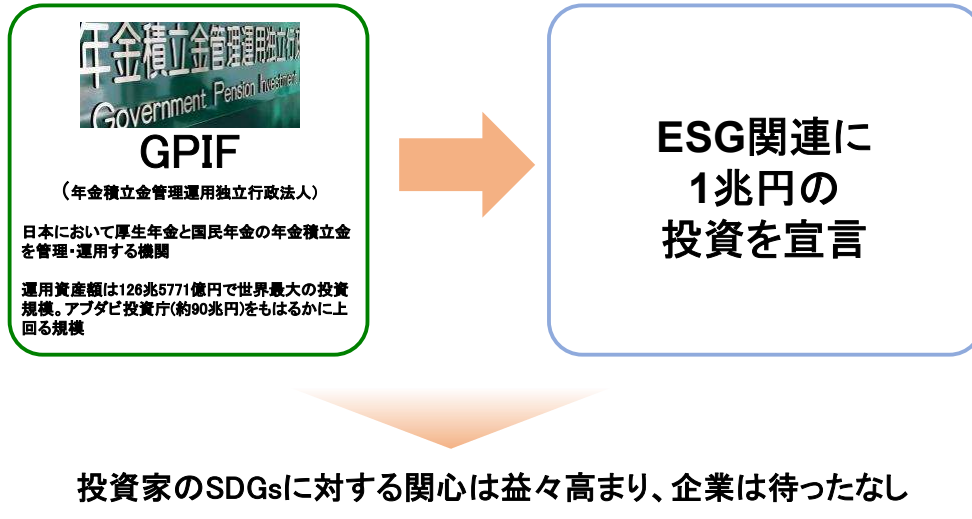 年金積立金管理運用独立行政
Government Pension Investment
GPIF
（年金積立金管理運用独立行政法人）
日本において厚生年金と国民年金の年金積立金
を管理・運用する機関
運用資産額は126兆5771億円で世界最大の投資
規模。アブダビ投資庁(約90兆円)をもはるかに上
回る規模
ESG関連に
1兆円の
投資を宣言
投資家のSDGsに対する関心は益々高まり、企業は待ったなし